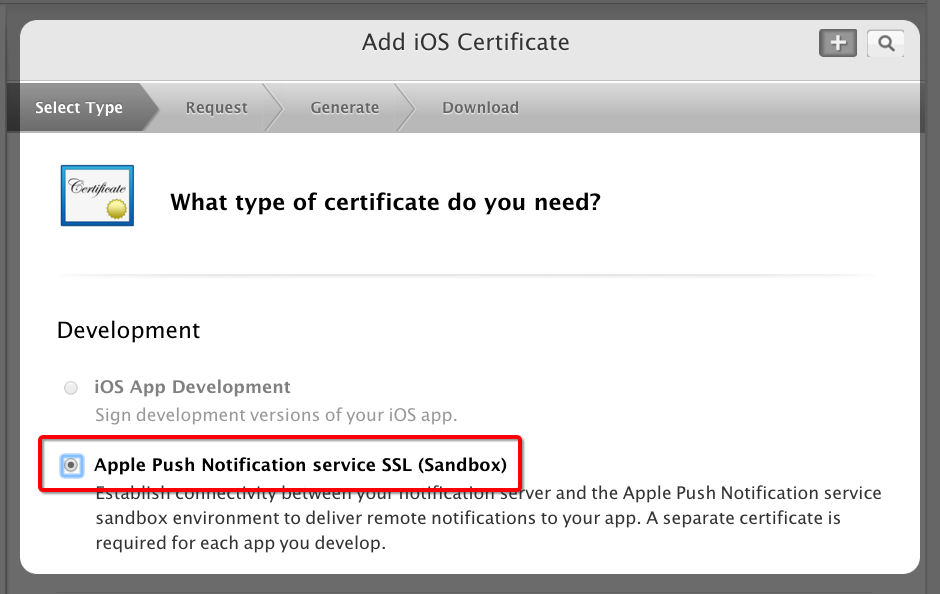 Add iOS Certificate
Select Type
Request
Generate
Download
Certificate
What type of certificate do you need?
Development
iOS App Development
Sign development versions of your iOS app.
Apple Push Notification service SSL (Sandbox)
Establish connectivity between your notification server and the Apple Push Notification service
sandbox environment to deliver remote notifications to your app. A separate certificate is
required for each app you develop.